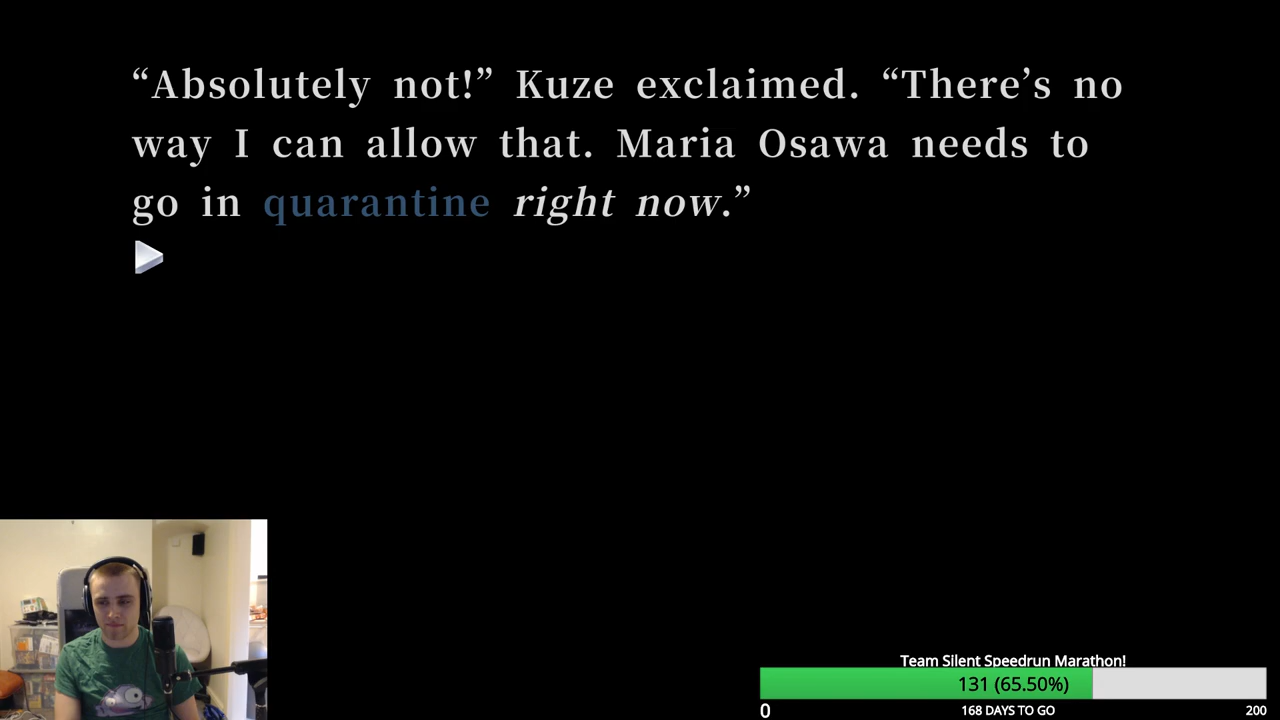 “Absolutely not!” Kuze exclaimed. “There’s no
way I can allow that. Maria Osawa needs to
go in quarantine right now.”
Team Silent Speedrun Marathon!
131 (65.50%)
0 168 DAYS TO GO 200